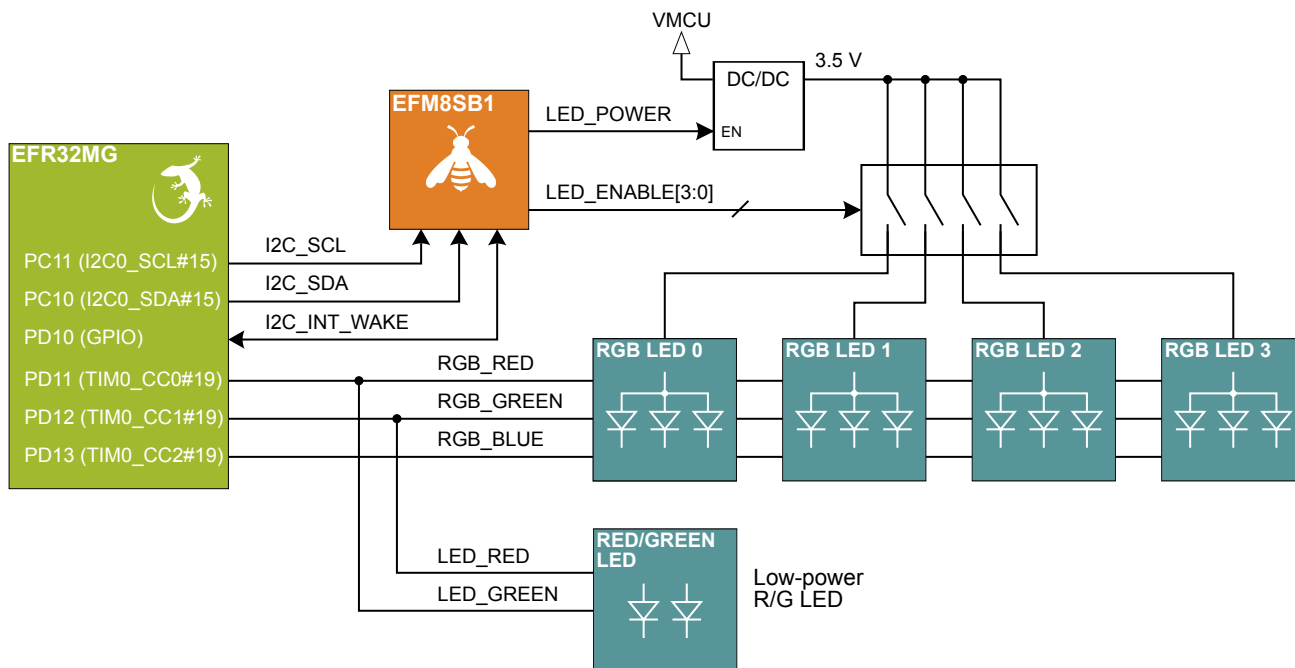 VMCU
DC/DC
3.5 V
EN
EFM8SB1
LED_POWER
LED_ENABLE[3:0]
EFR32MG
PC11 (I2C0_SCL#15)
I2C_SCL
PC10 (I2C0_SDA#15)
I2C_SDA
PD10 (GPIO)
I2C_INT_WAKE
PD11 (TIM0_CC0#19)
RGB_RED
PD12 (TIM0_CC1#19)
RGB_GREEN
PD13 (TIM0_CC2#19)
RGB_BLUE
RGB LED 0
RGB LED 1
RGB LED 2
RGB LED 3
LED_RED
LED_GREEN
RED/GREEN
LED
Low-power
R/G LED